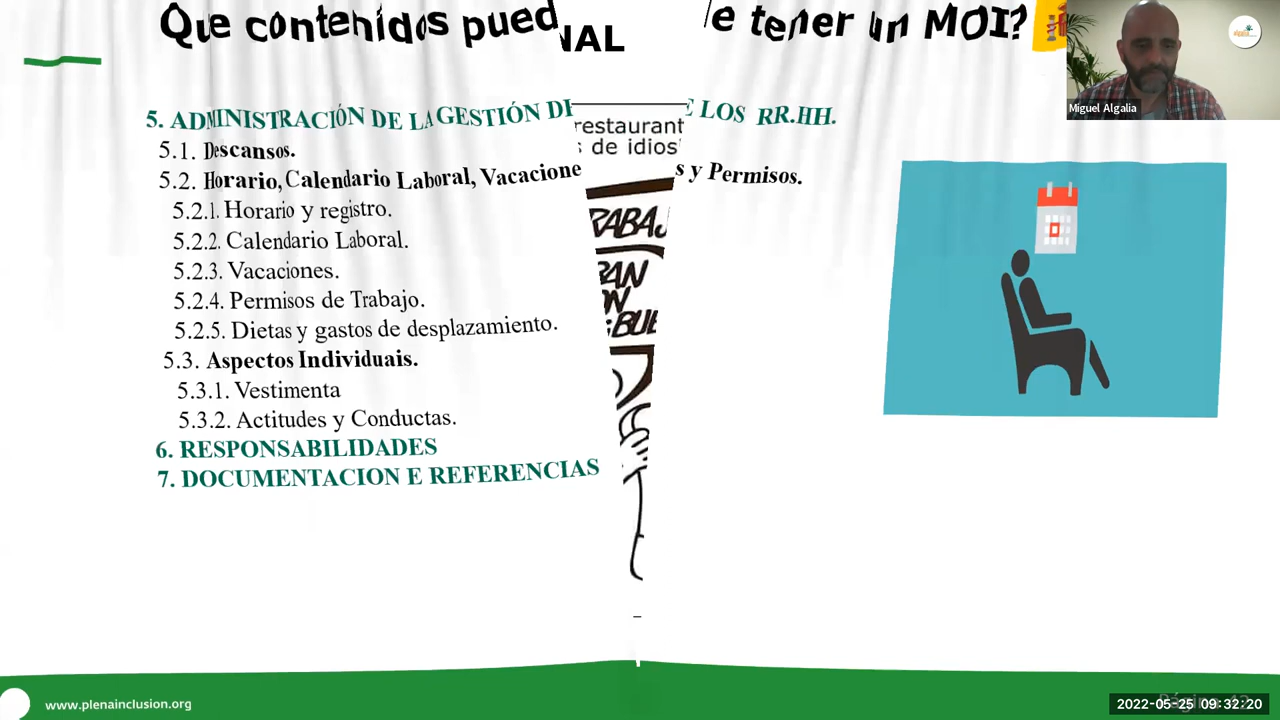 Que contenidos pued e tener un MOI?
NAL
5. ADMINISTRACIÓN DE LA GESTIÓN DE LOS RR.HH.
restaurant
de idios
5.1. Descansos.
5.2. Horario, Calendario Laboral, Vacaciones y Permisos.
5.2.1. Horario y registro.
5.2.2. Calendario Laboral.
5.2.3. Vacaciones.
5.2.4. Permisos de Trabajo.
5.2.5. Dietas y gastos de desplazamiento.
5.3. Aspectos Individuais.
5.3.1. Vestimenta
5.3.2. Actitudes y Conductas.
6. RESPONSABILIDADES
7. DOCUMENTACION E REFERENCIAS
Miguel Algalia
www.plenainclusion.org
2022-05-25 09:32:20